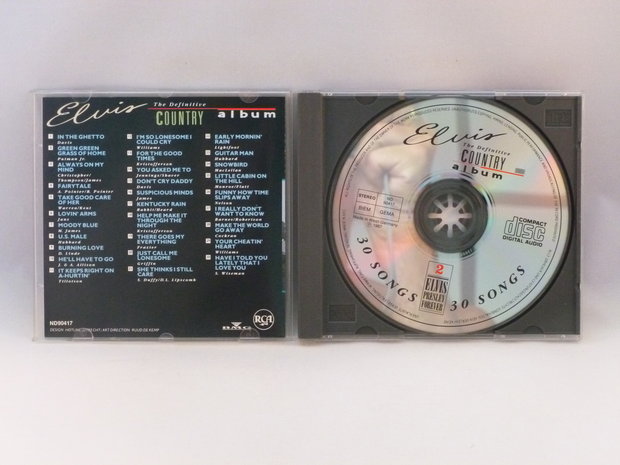 Elvis
The Definitive
COUNTRY
album
IN THE GHETTO
Davis
GREEN GREEN
GRASS OF HOME
Putman Jr.
ALWAYS ON MY
MIND
Christopher/
Thompson/James
FAIRYTALE
A. Pointer/B. Pointer
TAKE GOOD CARE
OF HER
Warren/Kent
LOVIN' ARMS
Jans
MOODY BLUE
M. James
U.S. MALE
Hubbard
BURNING LOVE
D. Linde
HE'LL HAVE TO GO
J. & A. Allison
IT KEEPS RIGHT ON
A-HURTIN'
Tillotson
I'M SO LONESOME I
COULD CRY
Williams
FOR THE GOOD
TIMES
Kristofferson
YOU ASKED ME TO
Jennings/Shaver
DON'T CRY DADDY
Davis
SUSPICIOUS MINDS
James
KENTUCKY RAIN
Rabbit/Heard
HELP ME MAKE IT
THROUGH THE
NIGHT
Kristofferson
THERE GOES MY
EVERYTHING
Frazier
JUST CALL ME
LONESOME
Griffin
SHE THINKS I STILL
CARE
S. Duffy/D.L. Lipscomb
EARLY MORNIN'
RAIN
Lightfoot
GUITAR MAN
Hubbard
SNOWBIRD
MacLellan
LITTLE CABIN ON
THE HILL
Monroe/Flatt
FUNNY HOW TIME
SLIPS AWAY
Nelson
I REALLY DON'T
WANT TO KNOW
Barnes/Robertson
MAKE THE WORLD
GO AWAY
Cochran
YOUR CHEATIN'
HEART
Williams
HAVE I TOLD YOU
LATELY THAT I
LOVE YOU
S. Wiseman
ND90417
BMG
RCA
Elvis
The Definitive
COUNTRY
album
STEREO
ND
90417
BIEM
GEMA
COMPACT
disc
DIGITAL AUDIO
2
ELVIS
PRESLEY
FOREVER
30 SONGS
30 SONGS